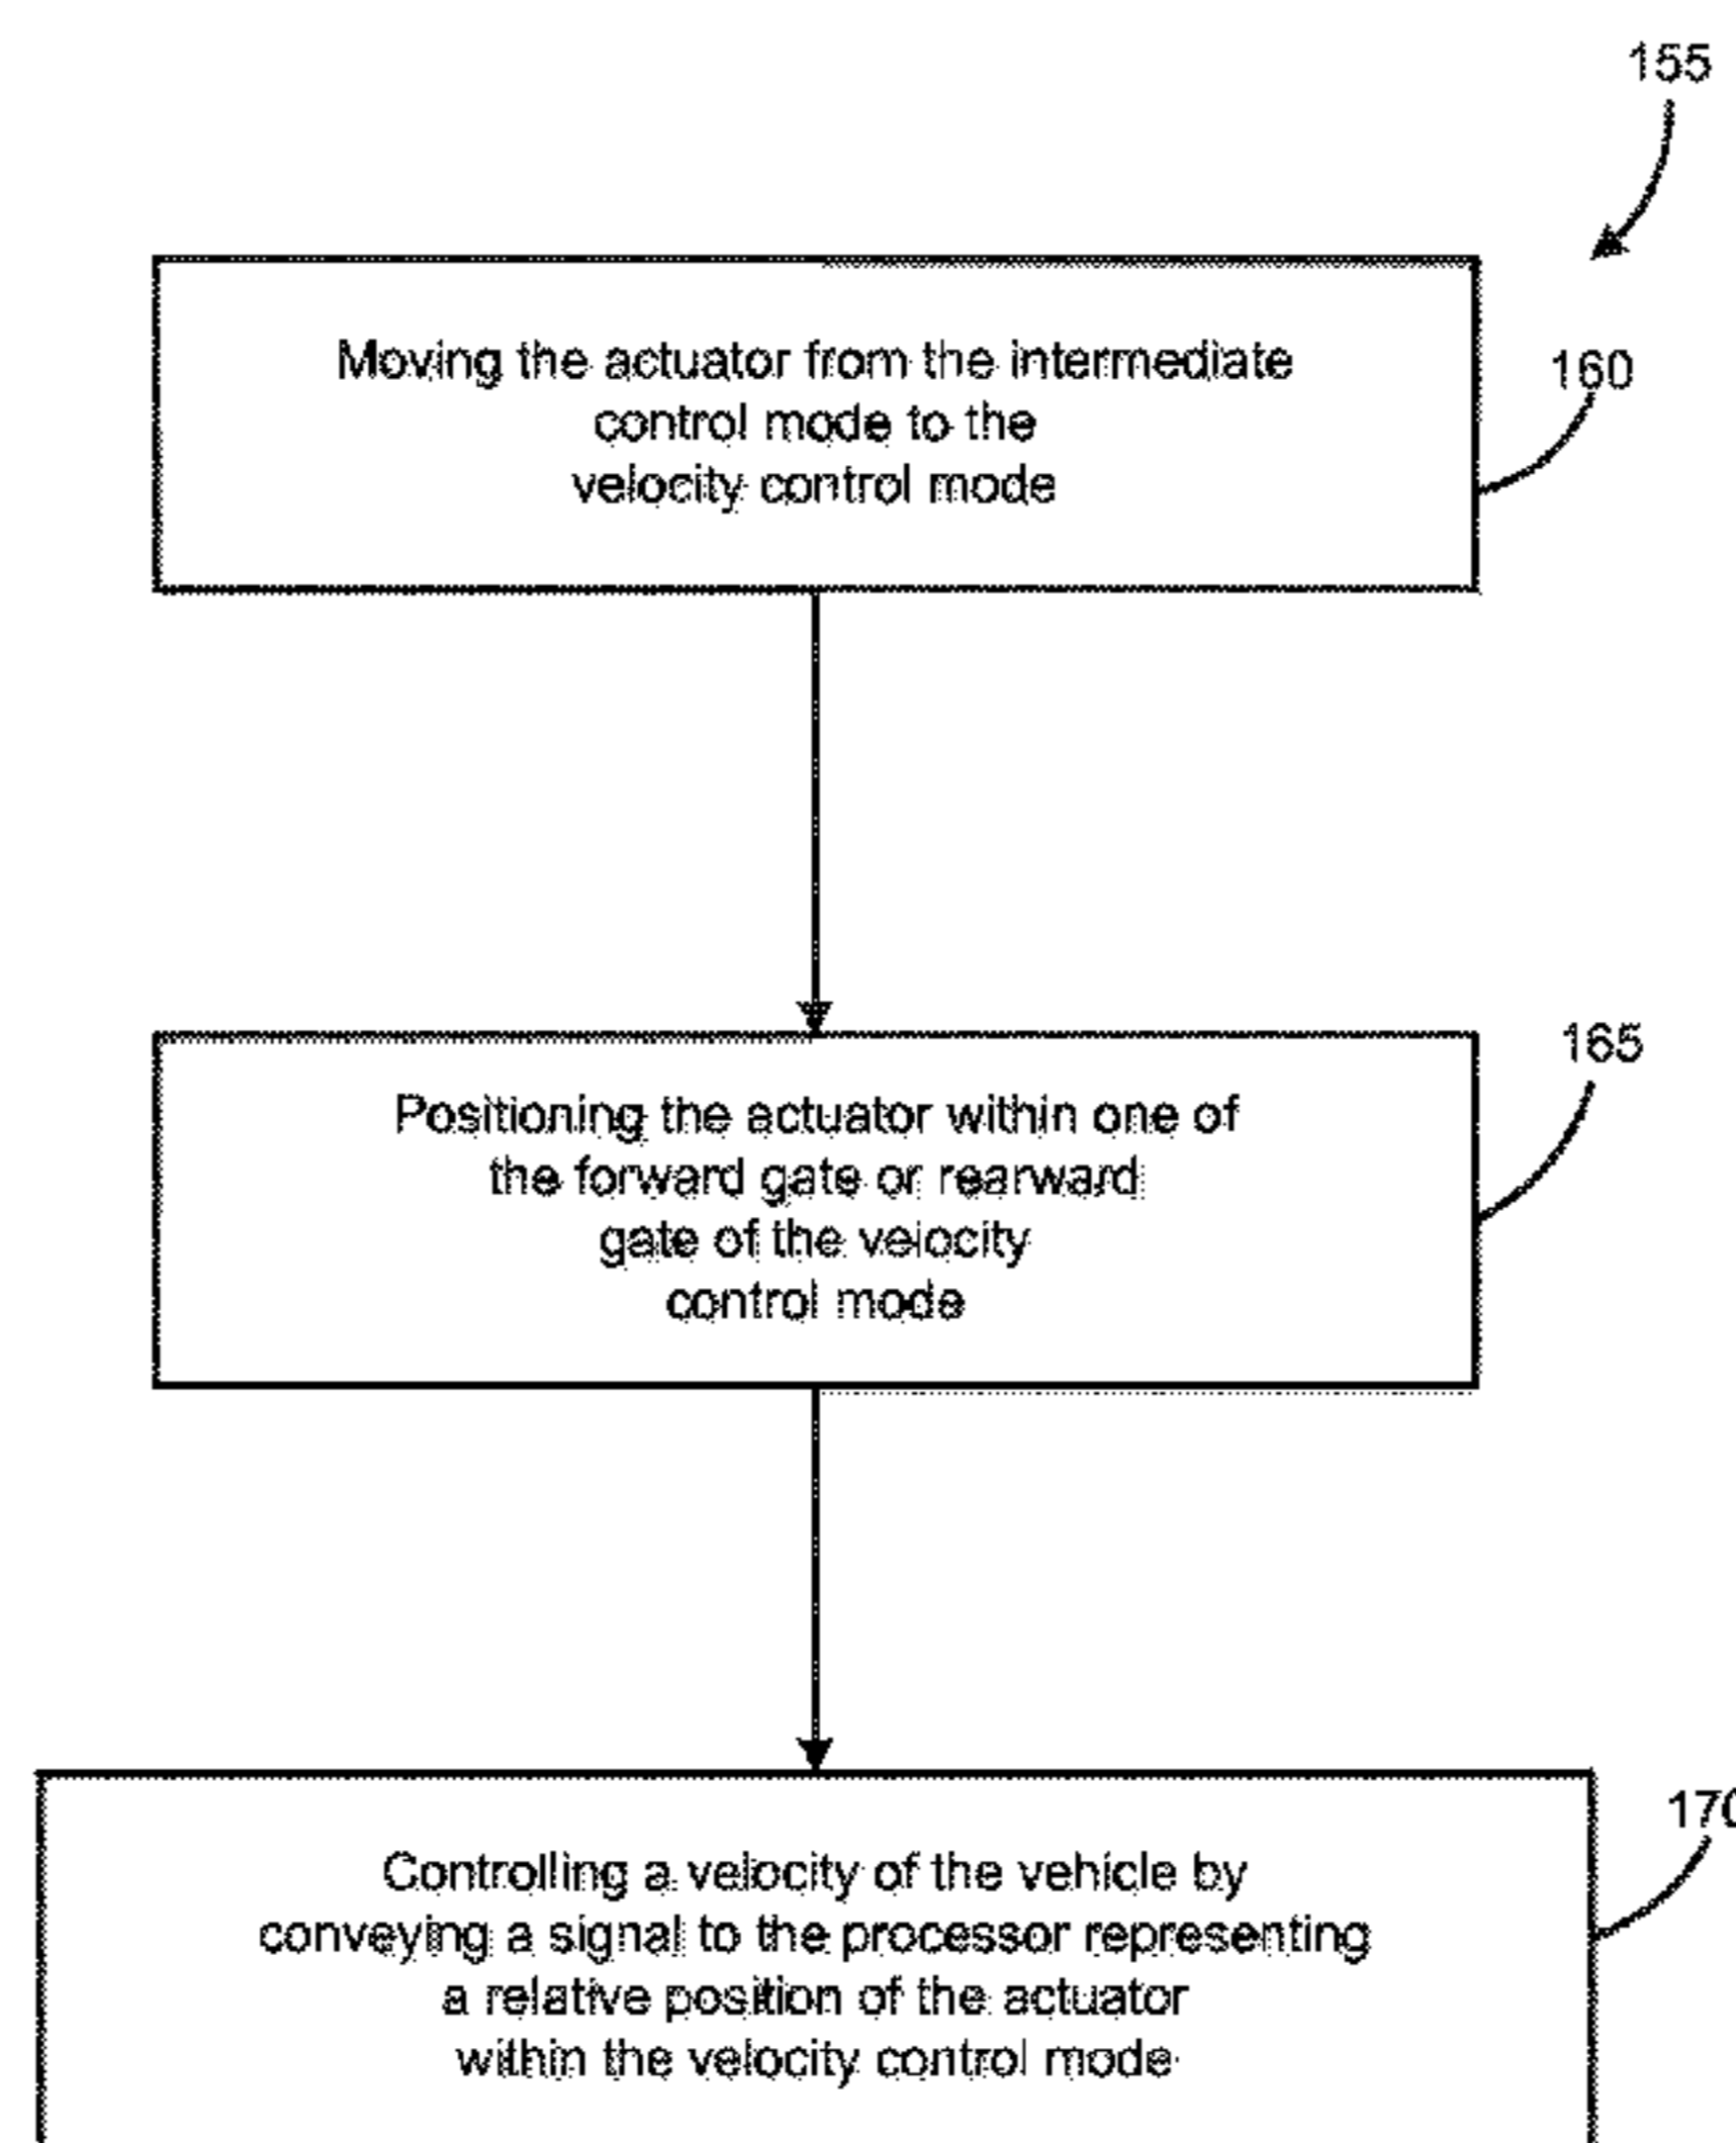 155
Moving the actuator from the intermediate
control mode to the
velocity control mode
160
Positioning the actuator within one of
the forward gate or rearward
gate of the velocity
control mode
165
Controlling a velocity of the vehicle by
conveying a signal to the processor representing
a relative position of the actuator
within the velocity control mode
170